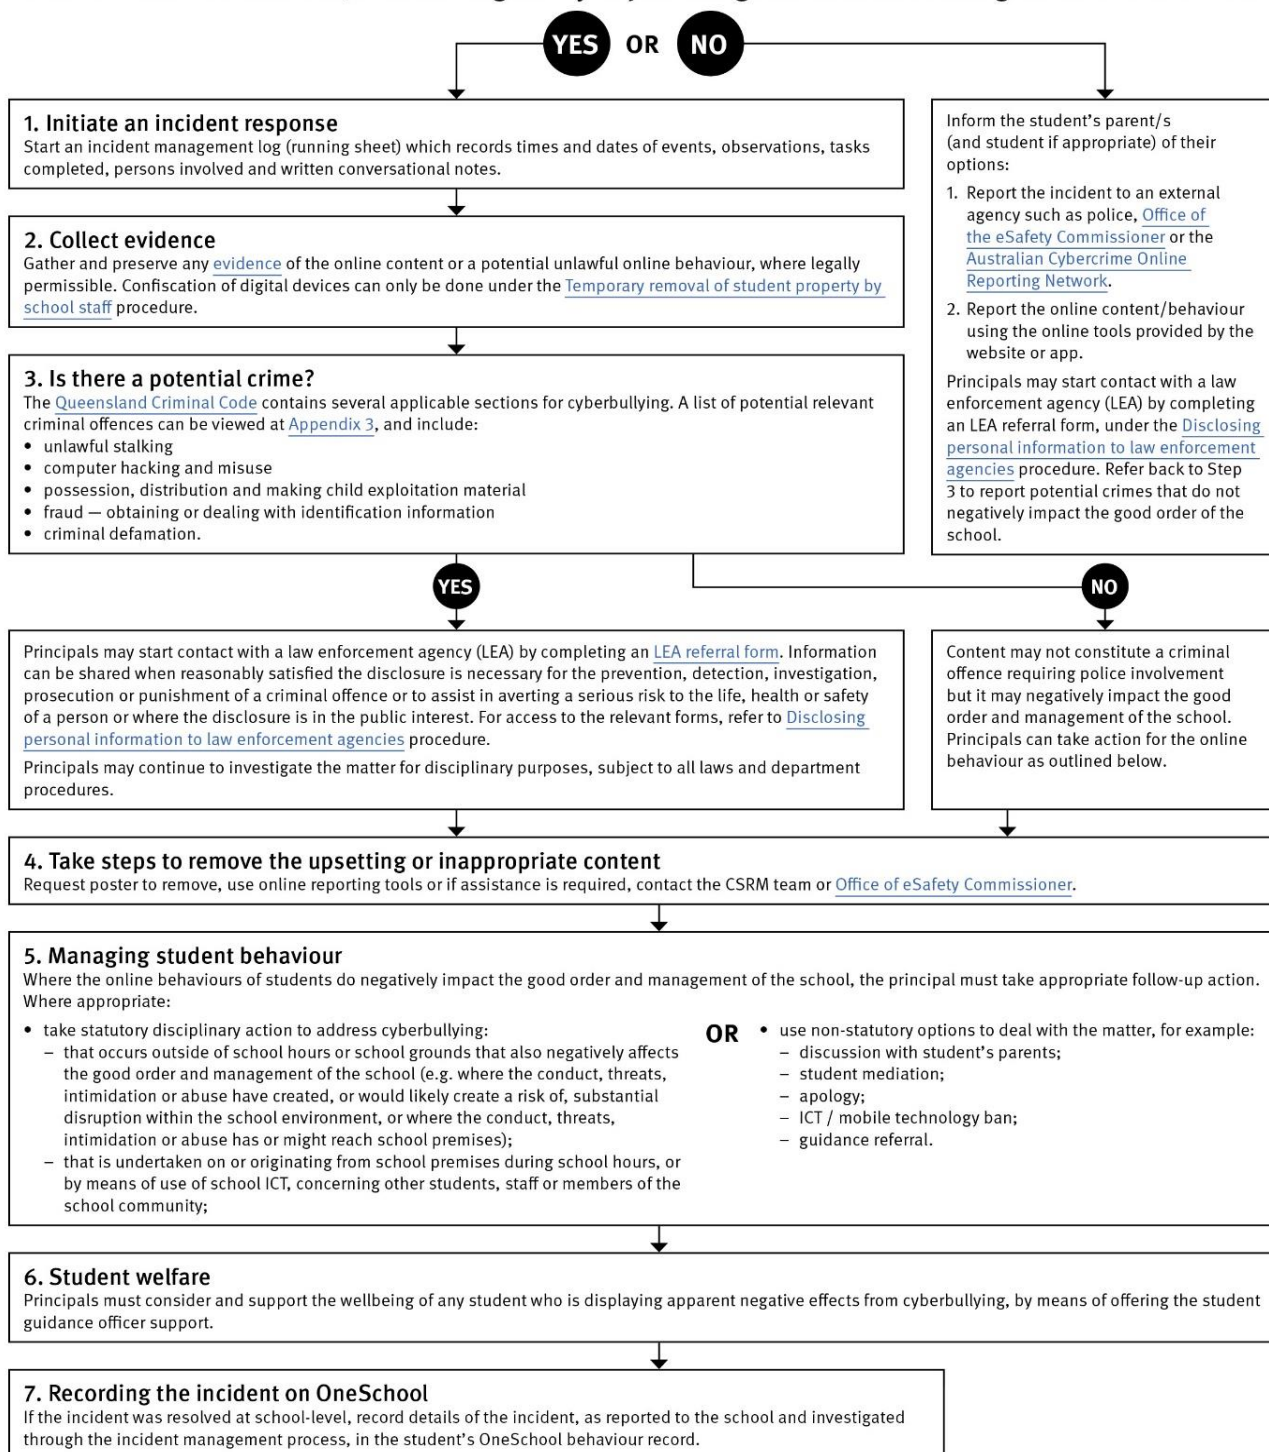 YES OR NO
1. Initiate an incident response
Start an incident management log (running sheet) which records times and dates of events, observations, tasks
completed, persons involved and written conversational notes.
2. Collect evidence
Gather and preserve any evidence of the online content or a potential unlawful online behaviour, where legally
permissible. Confiscation of digital devices can only be done under the Temporary removal of student property by
school staff procedure.
3. Is there a potential crime?
The Queensland Criminal Code contains several applicable sections for cyberbullying. A list of potential relevant
criminal offences can be viewed at Appendix 3, and include:
• unlawful stalking
• computer hacking and misuse
• possession, distribution and making child exploitation material
• fraud — obtaining or dealing with identification information
• criminal defamation.
Inform the student's parent/s
(and student if appropriate) of their
options:
1. Report the incident to an external
agency such as police, Office of
the eSafety Commissioner or the
Australian Cybercrime Online
Reporting Network.
2. Report the online content/behaviour
using the online tools provided by the
website or app.
Principals may start contact with a law
enforcement agency (LEA) by completing
an LEA referral form, under the Disclosing
personal information to law enforcement
agencies procedure. Refer back to Step
3 to report potential crimes that do not
negatively impact the good order of the
school.
YES
NO
Principals may start contact with a law enforcement agency (LEA) by completing an LEA referral form. Information
can be shared when reasonably satisfied the disclosure is necessary for the prevention, detection, investigation,
prosecution or punishment of a criminal offence or to assist in averting a serious risk to the life, health or safety
of a person or where the disclosure is in the public interest. For access to the relevant forms, refer to Disclosing
personal information to law enforcement agencies procedure.
Principals may continue to investigate the matter for disciplinary purposes, subject to all laws and department
procedures.
Content may not constitute a criminal
offence requiring police involvement
but it may negatively impact the good
order and management of the school.
Principals can take action for the online
behaviour as outlined below.
4. Take steps to remove the upsetting or inappropriate content
Request poster to remove, use online reporting tools or if assistance is required, contact the CSRM team or Office of eSafety Commissioner.
5. Managing student behaviour
Where the online behaviours of students do negatively impact the good order and management of the school, the principal must take appropriate follow-up action.
Where appropriate:
• take statutory disciplinary action to address cyberbullying:
– that occurs outside of school hours or school grounds that also negatively affects
the good order and management of the school (e.g. where the conduct, threats,
intimidation or abuse have created, or would likely create a risk of, substantial
disruption within the school environment, or where the conduct, threats,
intimidation or abuse has or might reach school premises);
– that is undertaken on or originating from school premises during school hours, or
by means of use of school ICT, concerning other students, staff or members of the
school community;
OR
• use non-statutory options to deal with the matter, for example:
– discussion with student's parents;
– student mediation;
– apology;
– ICT / mobile technology ban;
– guidance referral.
6. Student welfare
Principals must consider and support the wellbeing of any student who is displaying apparent negative effects from cyberbullying, by means of offering the student
guidance officer support.
7. Recording the incident on OneSchool
If the incident was resolved at school-level, record details of the incident, as reported to the school and investigated
through the incident management process, in the student's OneSchool behaviour record.